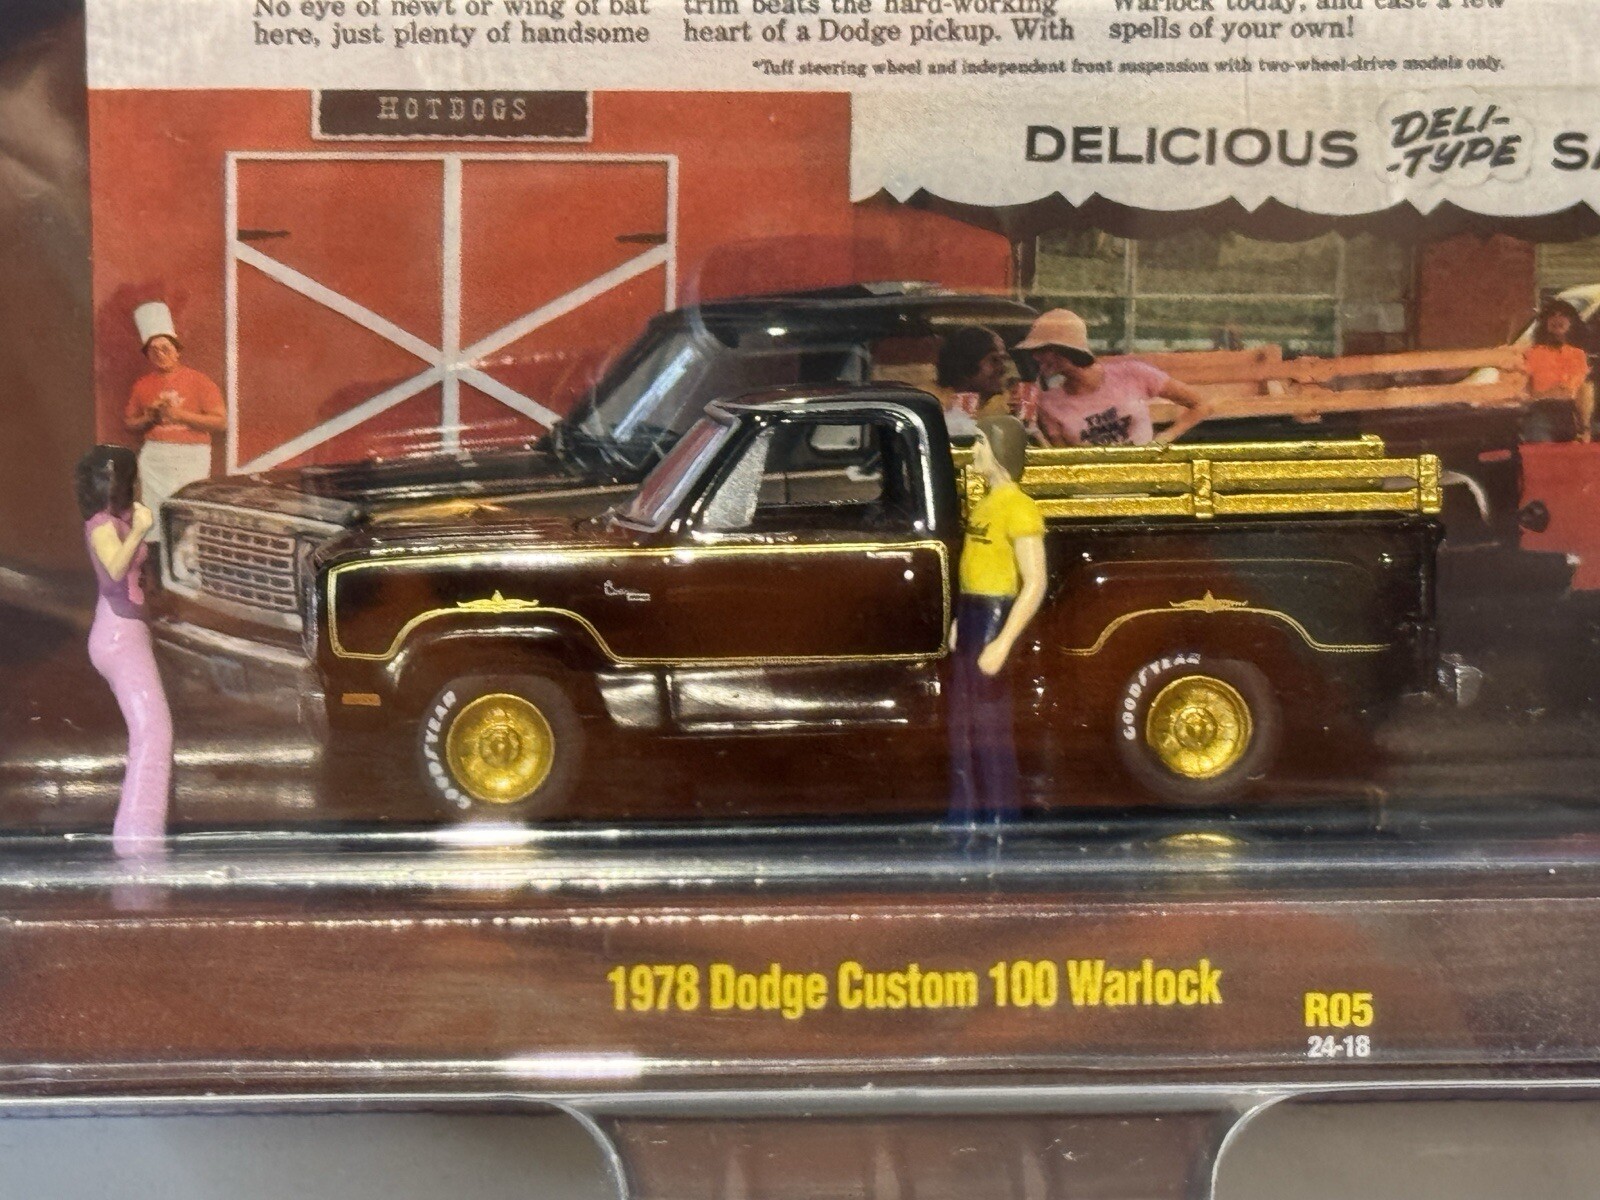 No eye of newt or wing of bat
here, just plenty of handsome
trim beats the hard-working
heart of a Dodge pickup. With
Warlock today, and cast a few
spells of your own!
*Tuff steering wheel and independent front suspension with two-wheel-drive models only.
HOTDOGS
DELICIOUS DELI-TYPE SA
THE
GOODYEAR
GOODYEAR
1978 Dodge Custom 100 Warlock
R05
24-18